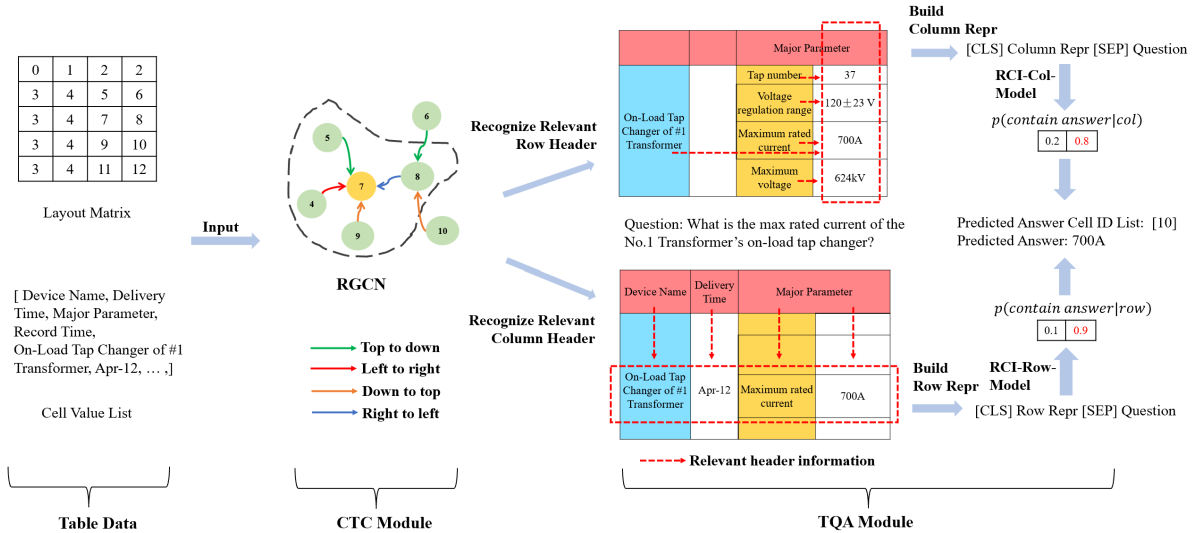 0 1 2 2
3 4 5 6
3 4 7 8
3 4 9 10
3 4 11 12
Layout Matrix
[ Device Name, Delivery
Time, Major Parameter,
Record Time,
On-Load Tap Changer of #1
Transformer, Apr-12, … ,]
Cell Value List
Table Data
Input
5
6
7
8
4
9
10
RGCN
Top to down
Left to right
Down to top
Right to left
CTC Module
Recognize Relevant
Row Header
Recognize Relevant
Column Header
Major Parameter
On-Load Tap
Changer of #1
Transformer
Tap number
37
Voltage
regulation range
120±23 V
Maximum rated
current
700A
Maximum
voltage
624kV
Question: What is the max rated current of the
No.1 Transformer's on-load tap changer?
Device Name
Delivery
Time
Major Parameter
On-Load Tap
Changer of #1
Transformer
Apr-12
Maximum rated
current
700A
Relevant header information
Build
Column Repr
[CLS] Column Repr [SEP] Question
RCI-Col-
Model
p(contain answer|col)
0.2 0.8
Predicted Answer Cell ID List: [10]
Predicted Answer: 700A
p(contain answer|row)
0.1 0.9
Build
Row Repr
RCI-Row-
Model
[CLS] Row Repr [SEP] Question
TQA Module